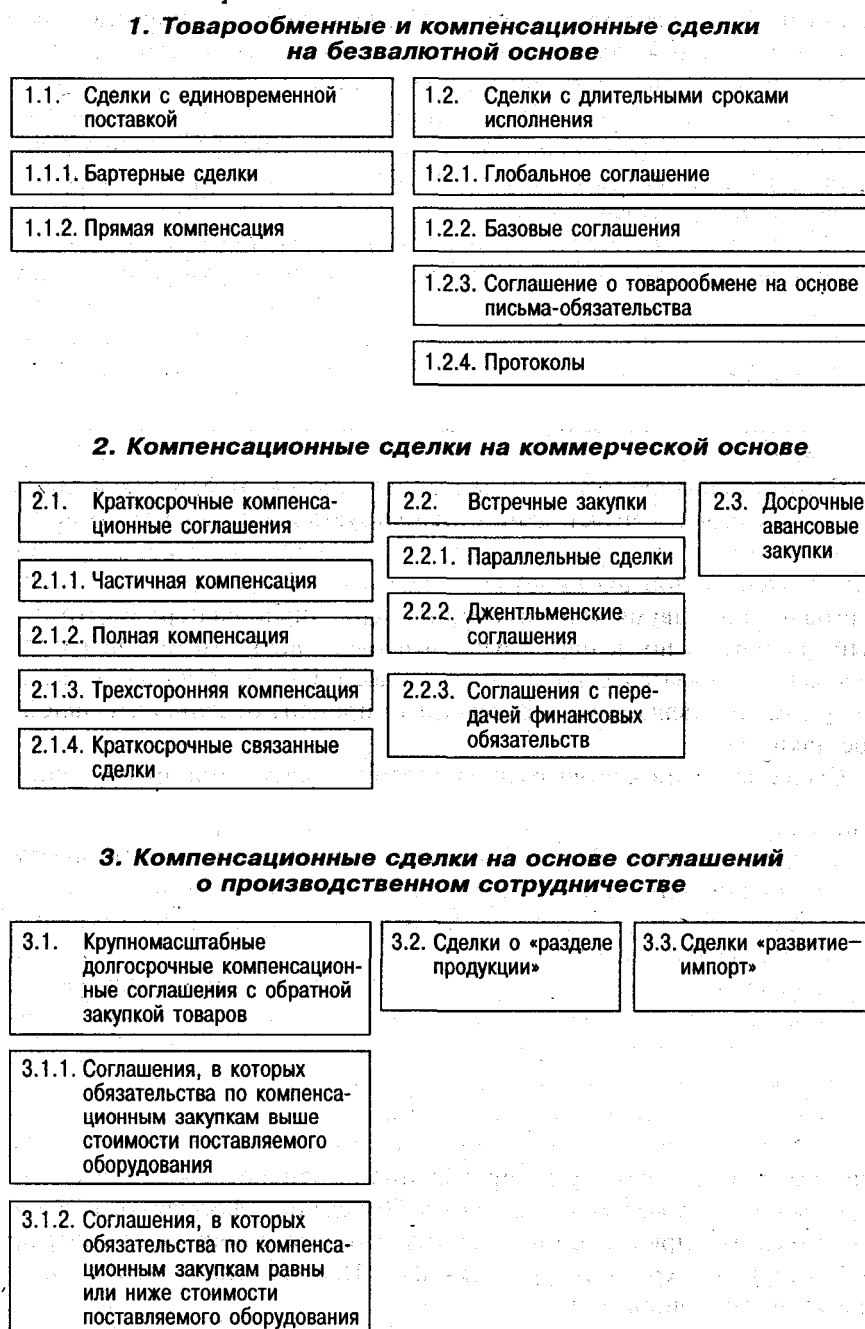 1. Товарообменные и компенсационные сделки
на безвалютной основе
1.1. Сделки с единовременной
поставкой
1.1.1. Бартерные сделки
1.1.2. Прямая компенсация
1.2. Сделки с длительными сроками
исполнения
1.2.1. Глобальное соглашение
1.2.2. Базовые соглашения
1.2.3. Соглашение о товарообмене на основе
письма-обязательства
1.2.4. Протоколы
2. Компенсационные сделки на коммерческой основе
2.1. Краткосрочные компенса-
ционные соглашения
2.1.1. Частичная компенсация
2.1.2. Полная компенсация
2.1.3. Трехсторонняя компенсация
2.1.4. Краткосрочные связанные
сделки
2.2. Встречные закупки
2.2.1. Параллельные сделки
2.2.2. Джентльменские
соглашения
2.2.3. Соглашения с пере-
дачей финансовых
обязательств
2.3. Досрочные
авансовые
закупки
3. Компенсационные сделки на основе соглашений
о производственном сотрудничестве
3.1. Крупномасштабные
долгосрочные компенсацион-
ные соглашения с обратной
закупкой товаров
3.1.1. Соглашения, в которых
обязательства по компенса-
ционным закупкам выше
стоимости поставляемого
оборудования
3.1.2. Соглашения, в которых
обязательства по компенса-
ционным закупкам равны
или ниже стоимости
поставляемого оборудования
3.2. Сделки о «разделе
продукции»
3.3. Сделки «развитие–
импорт»